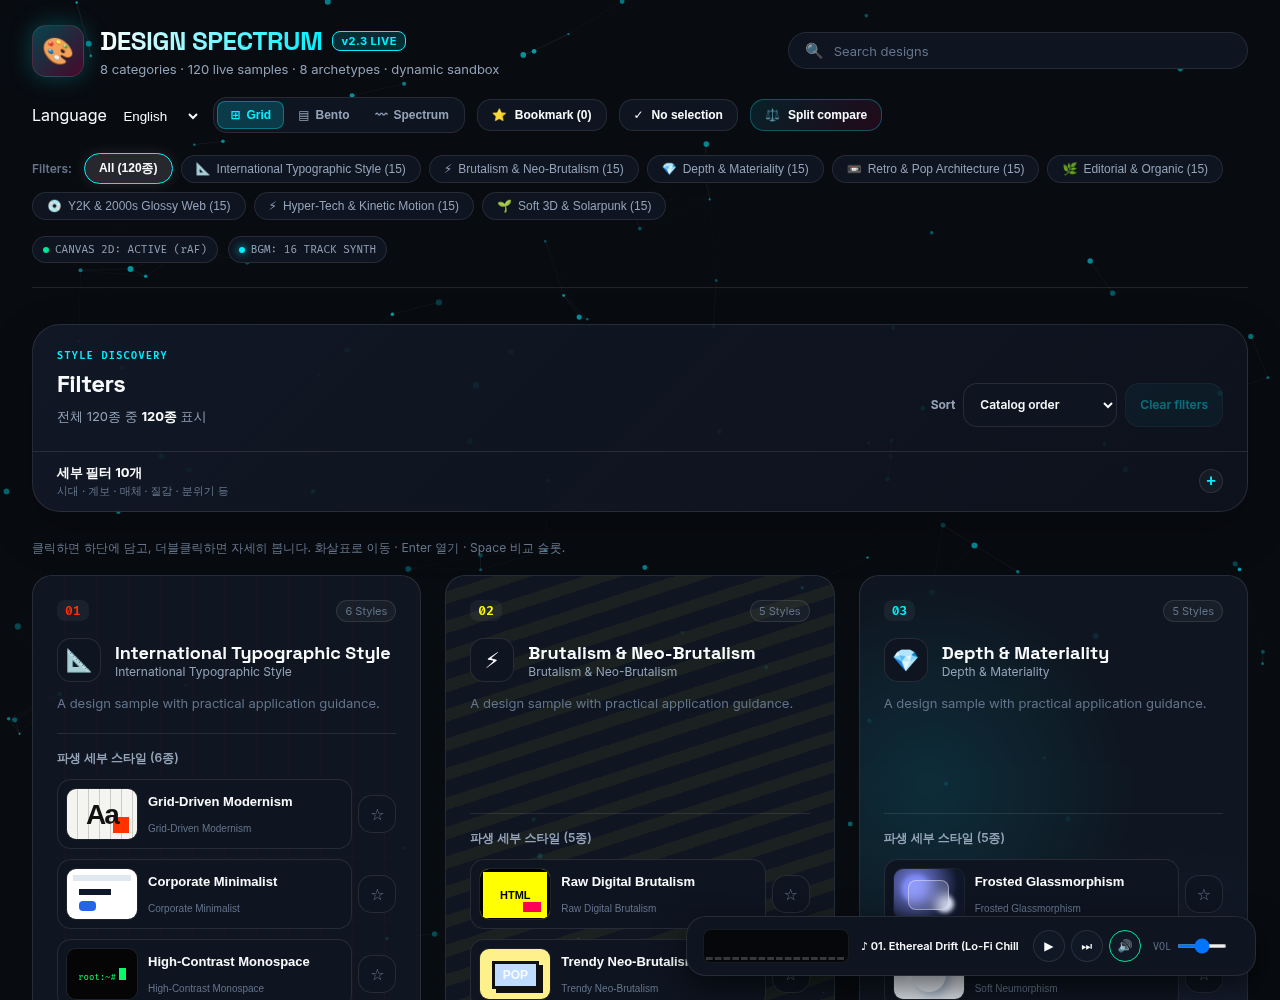 DESIGN SPECTRUM v2.3 LIVE
8 categories · 120 live samples · 8 archetypes · dynamic sandbox
Search designs
Language English
Grid Bento Spectrum
Bookmark (0)
✓ No selection
Split compare
Filters: All (120종) International Typographic Style (15) Brutalism & Neo-Brutalism (15) Depth & Materiality (15) Retro & Pop Architecture (15) Editorial & Organic (15)
Y2K & 2000s Glossy Web (15) Hyper-Tech & Kinetic Motion (15) Soft 3D & Solarpunk (15)
CANVAS 2D: ACTIVE (rAF) BGM: 16 TRACK SYNTH
STYLE DISCOVERY
Filters
전체 120종 중 120종 표시
Sort Catalog order Clear filters
세부 필터 10개
시대 · 계보 · 매체 · 질감 · 분위기 등
+
클릭하면 하단에 담고, 더블클릭하면 자세히 봅니다. 화살표로 이동 · Enter 열기 · Space 비교 슬롯.
01 6 Styles
International Typographic Style
International Typographic Style
A design sample with practical application guidance.
파생 세부 스타일 (6종)
Aa
Grid-Driven Modernism
Grid-Driven Modernism
Corporate Minimalist
Corporate Minimalist
root:~#
High-Contrast Monospace
High-Contrast Monospace
02 5 Styles
Brutalism & Neo-Brutalism
Brutalism & Neo-Brutalism
A design sample with practical application guidance.
파생 세부 스타일 (5종)
HTML
Raw Digital Brutalism
Raw Digital Brutalism
POP
Trendy Neo-Brutalis
Trendy Neo-Brutalism
03 5 Styles
Depth & Materiality
Depth & Materiality
A design sample with practical application guidance.
파생 세부 스타일 (5종)
Frosted Glassmorphism
Frosted Glassmorphism
Soft Neumorphism
♪ 01. Ethereal Drift (Lo-Fi Chill
VOL